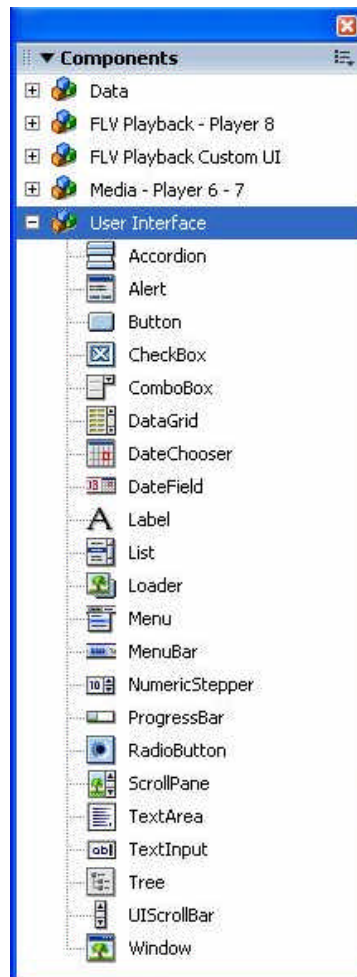 Components
Data
FLV Playback - Player 8
FLV Playback Custom UI
Media - Player 6 - 7
User Interface
Accordion
Alert
Button
CheckBox
ComboBox
DataGrid
DateChooser
DateField
Label
List
Loader
Menu
MenuBar
NumericStepper
ProgressBar
RadioButton
ScrollPane
TextArea
TextInput
Tree
UIScrollBar
Window